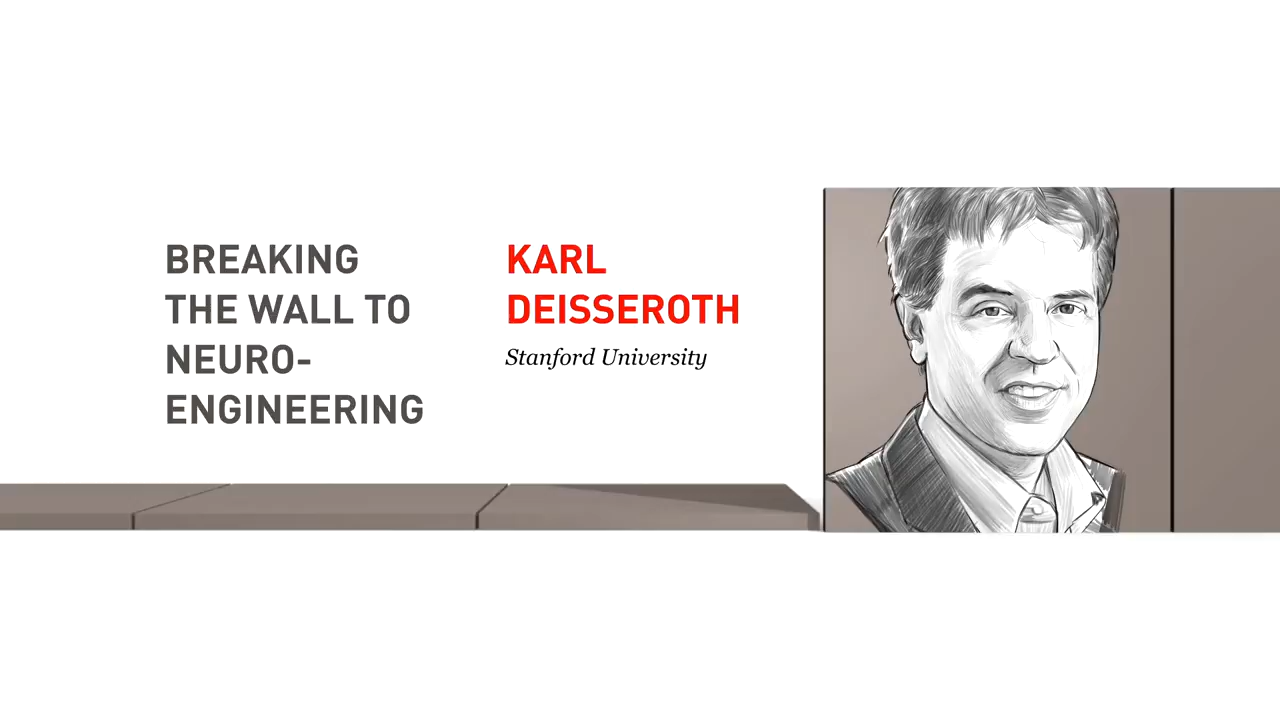 BREAKING
THE WALL TO
NEURO-
ENGINEERING
KARL
DEISSEROTH
Stanford University